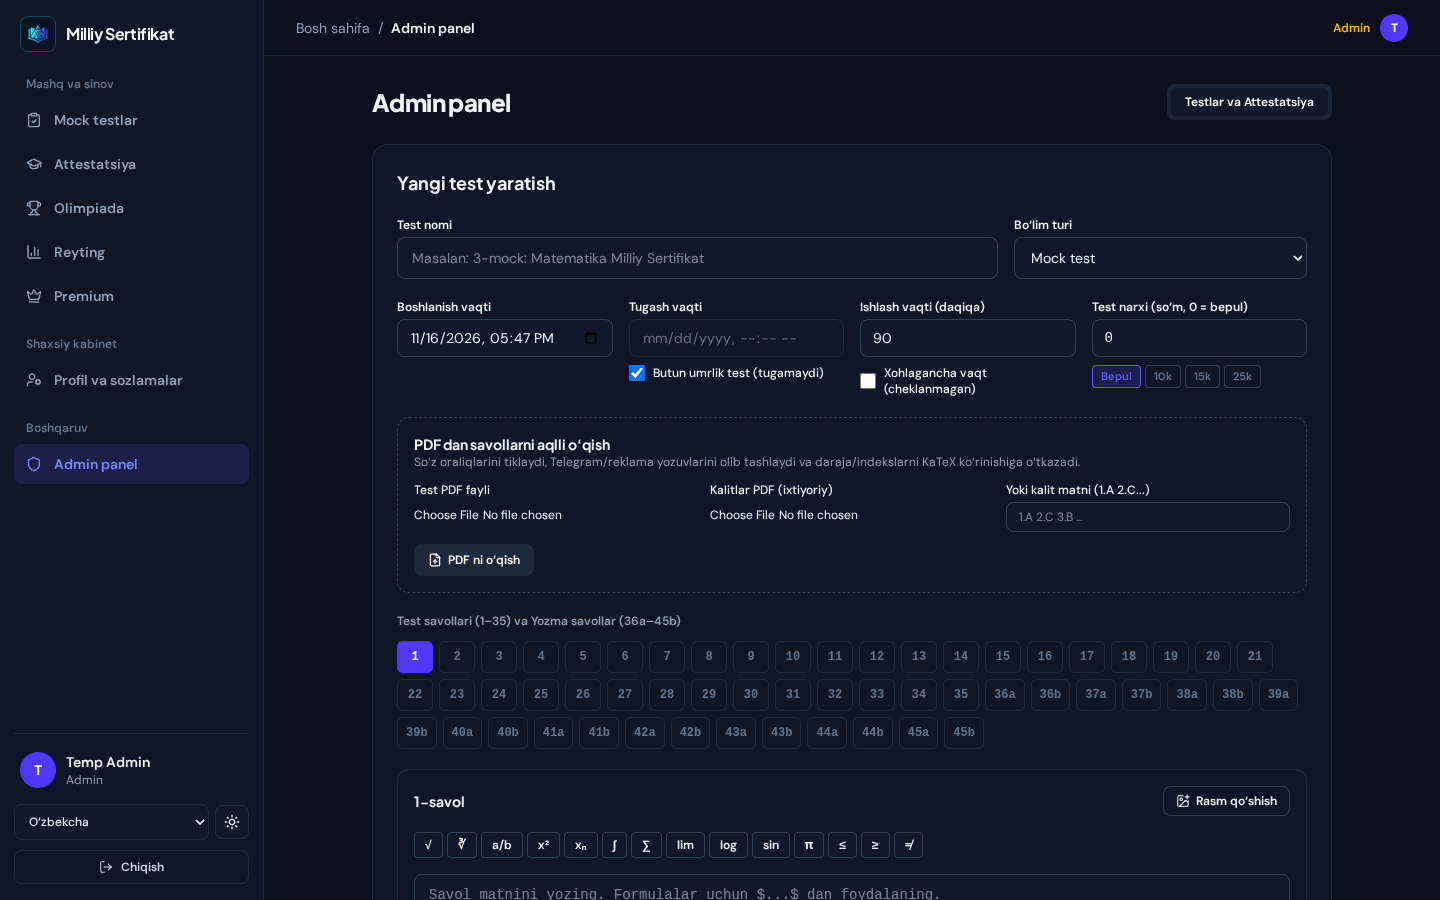 Milliy Sertifikat
Mashq va sinov
Mock testlar
Attestatsiya
Olimpiada
Reyting
Premium
Shaxsiy kabinet
Profil va sozlamalar
Boshqaruv
Admin panel
T
Temp Admin
Admin
O‘zbekcha
Chiqish
Bosh sahifa / Admin panel
Admin
T
Admin panel
Testlar va Attestatsiya
Yangi test yaratish
Test nomi
Masalan: 3-mock: Matematika Milliy Sertifikat
Bo‘lim turi
Mock test
Boshlanish vaqti
11/16/2026, 05:47 PM
Tugash vaqti
mm/dd/yyyy, --:-- --
Butun umrlik test (tugamaydi)
Ishlash vaqti (daqiqa)
90
Xohlagancha vaqt
(cheklanmagan)
Test narxi (so‘m, 0 = bepul)
0
Bepul 10k 15k 25k
PDF dan savollarni aqlli o‘qish
So‘z oraliqlarini tiklaydi, Telegram/reklama yozuvlarini olib tashlaydi va daraja/indekslarni KaTeX ko‘rinishiga o‘tkazadi.
Test PDF fayli
Choose File No file chosen
Kalitlar PDF (ixtiyoriy)
Choose File No file chosen
Yoki kalit matni (1.A 2.C...)
1.A 2.C 3.B ...
PDF ni o‘qish
Test savollari (1–35) va Yozma savollar (36a–45b)
1 2 3 4 5 6 7 8 9 10 11 12 13 14 15 16 17 18 19 20 21
22 23 24 25 26 27 28 29 30 31 32 33 34 35 36a 36b 37a 37b 38a 38b 39a
39b 40a 40b 41a 41b 42a 42b 43a 43b 44a 44b 45a 45b
1-savol
Rasm qo‘shish
√ ∛ a/b x² xₙ ∫ ∑ lim log sin π ≤ ≥ ≠
Savol matnini yozing. Formulalar uchun $...$ dan foydalaning.